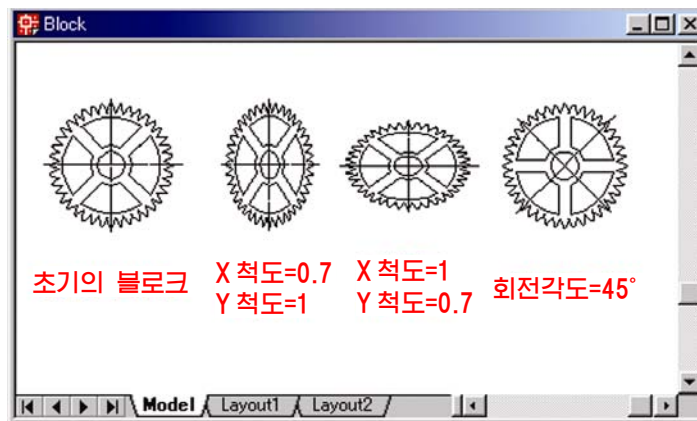 Block
초기의 블로크
X 척도=0.7
Y 척도=1
X 척도=1
Y 척도=0.7
회전각도=45°
Model
Layout1
Layout2